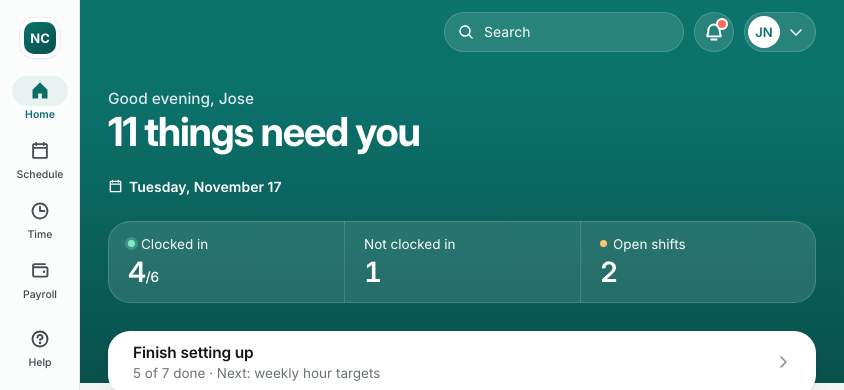 NC
Home
Schedule
Time
Payroll
Help
Search
JN
Good evening, Jose
11 things need you
Tuesday, November 17
Clocked in
4/6
Not clocked in
1
Open shifts
2
Finish setting up
5 of 7 done · Next: weekly hour targets